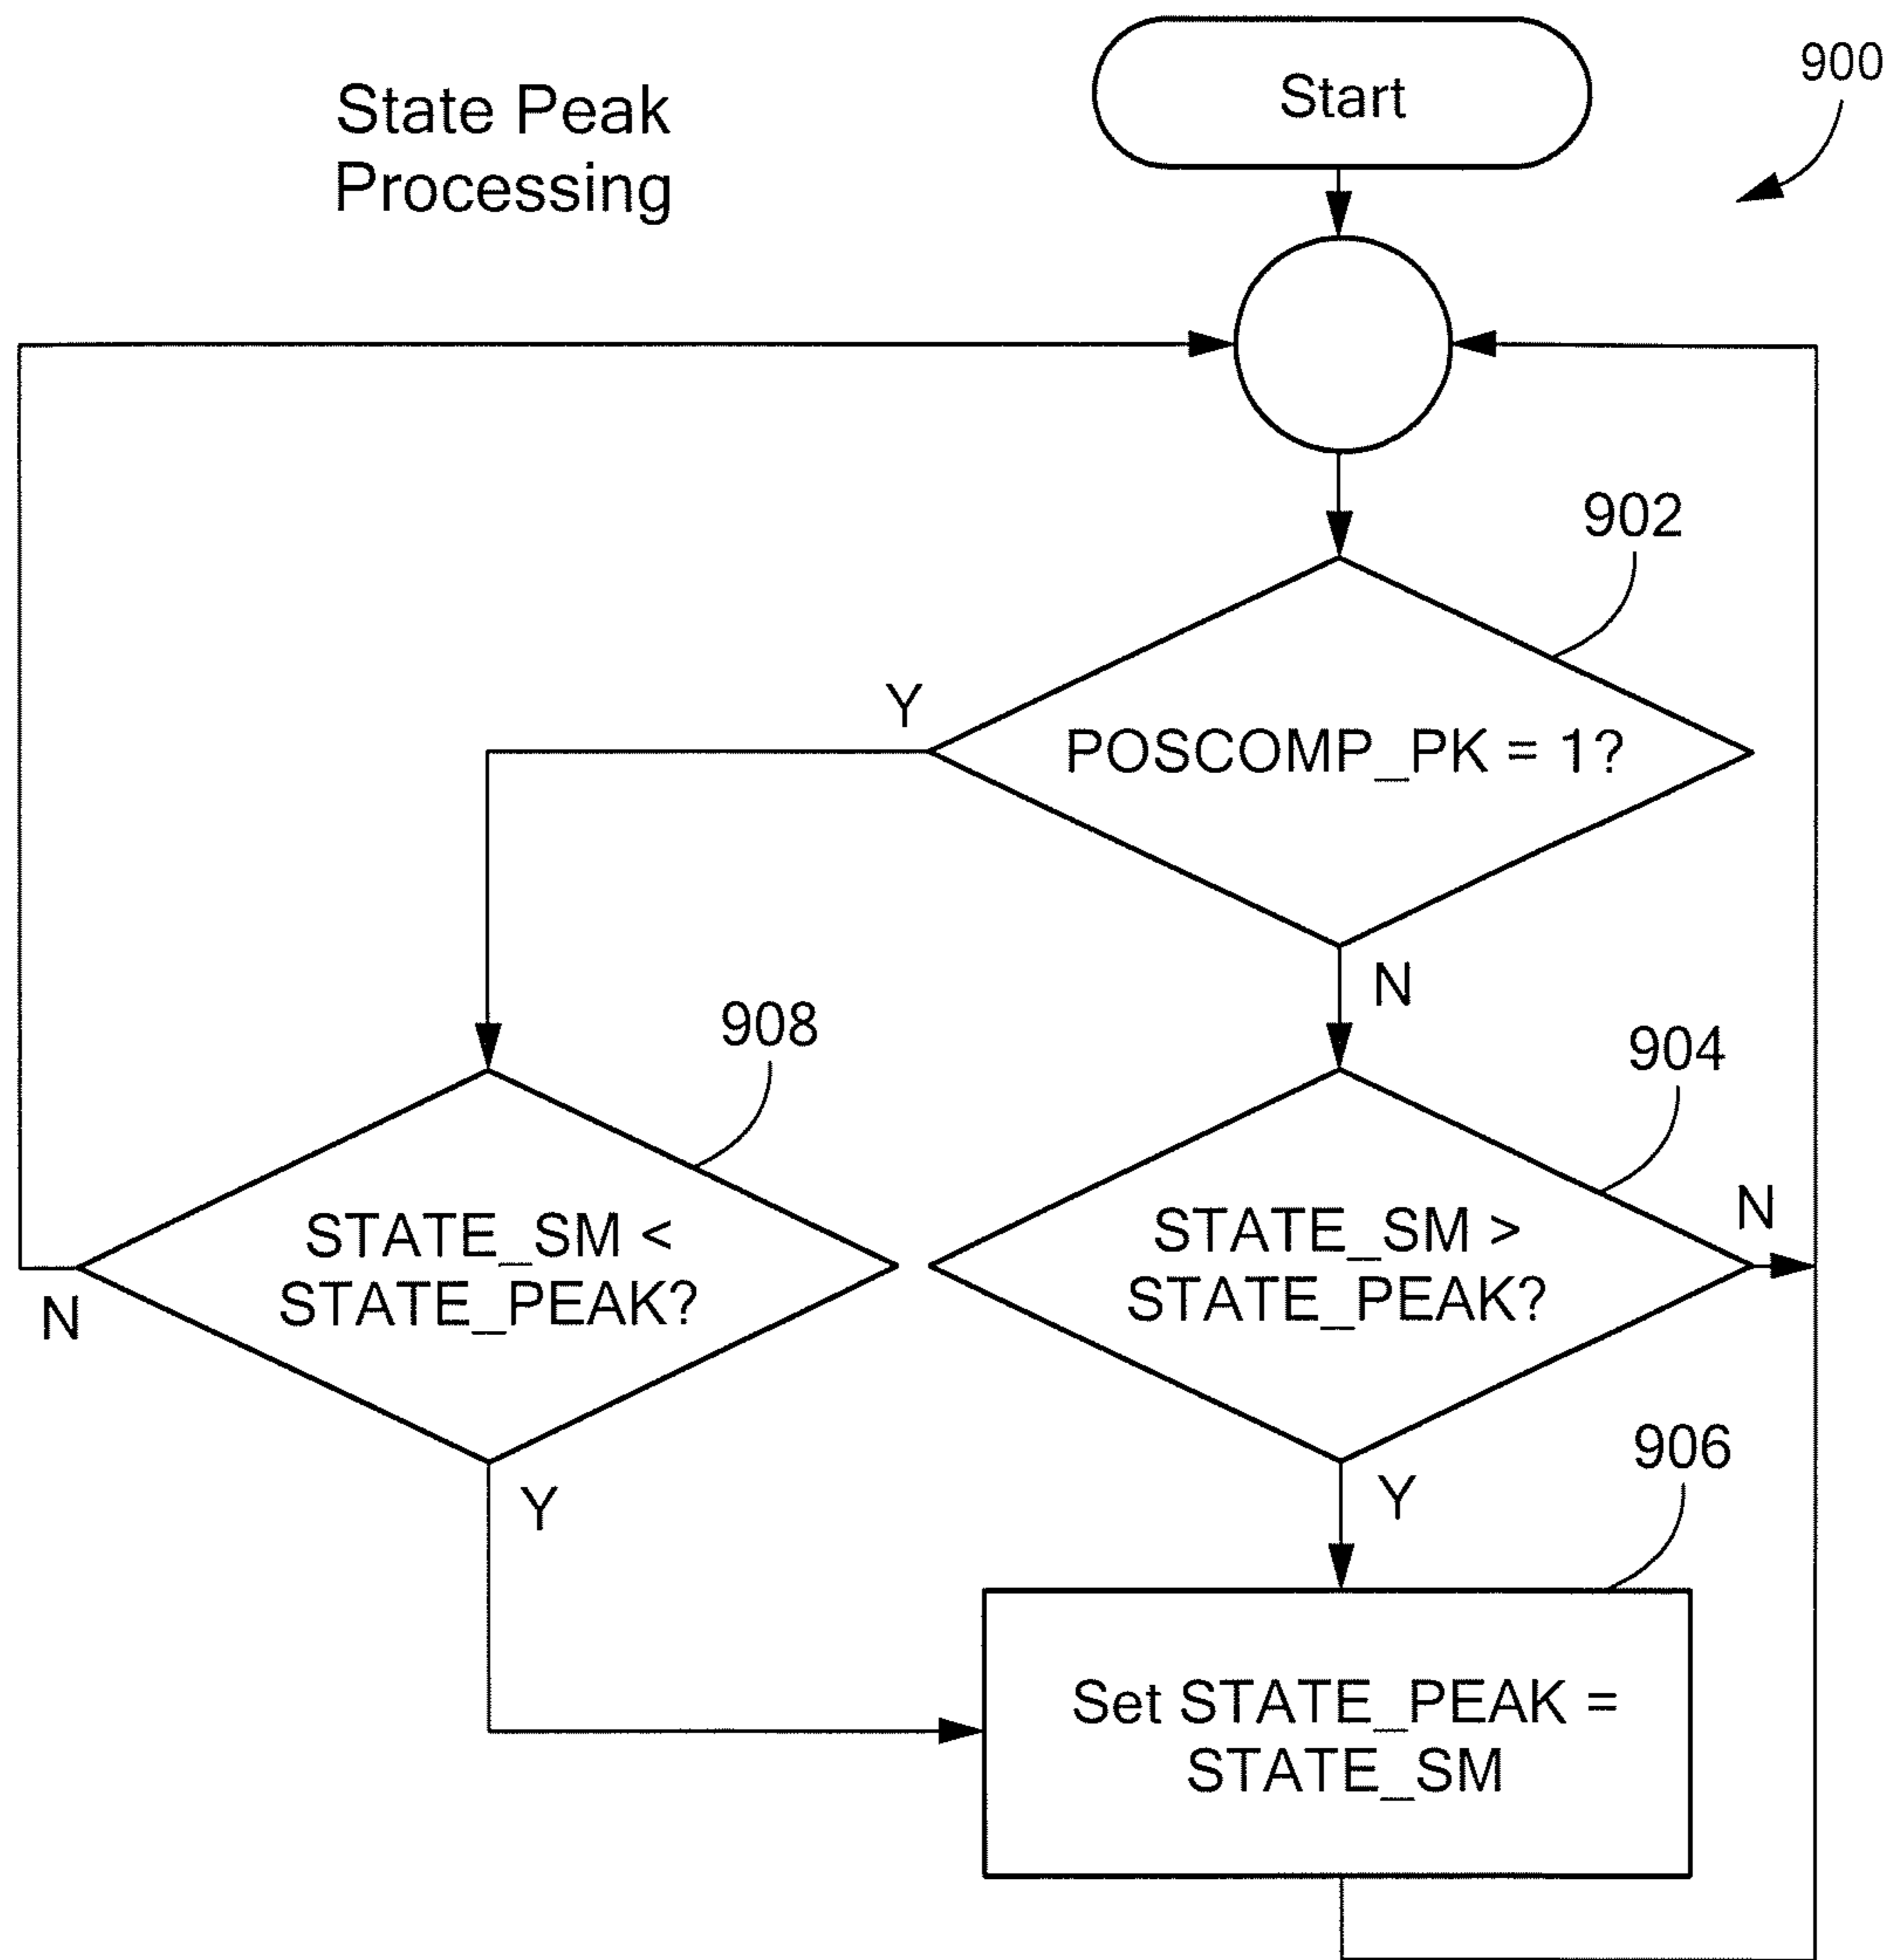 State Peak
Processing
Start
900
902
Y
POSCOMP_PK = 1?
N
908
904
STATE_SM <
STATE_PEAK?
N
STATE_SM >
STATE_PEAK?
N
Y
Y
906
Set STATE_PEAK =
STATE_SM